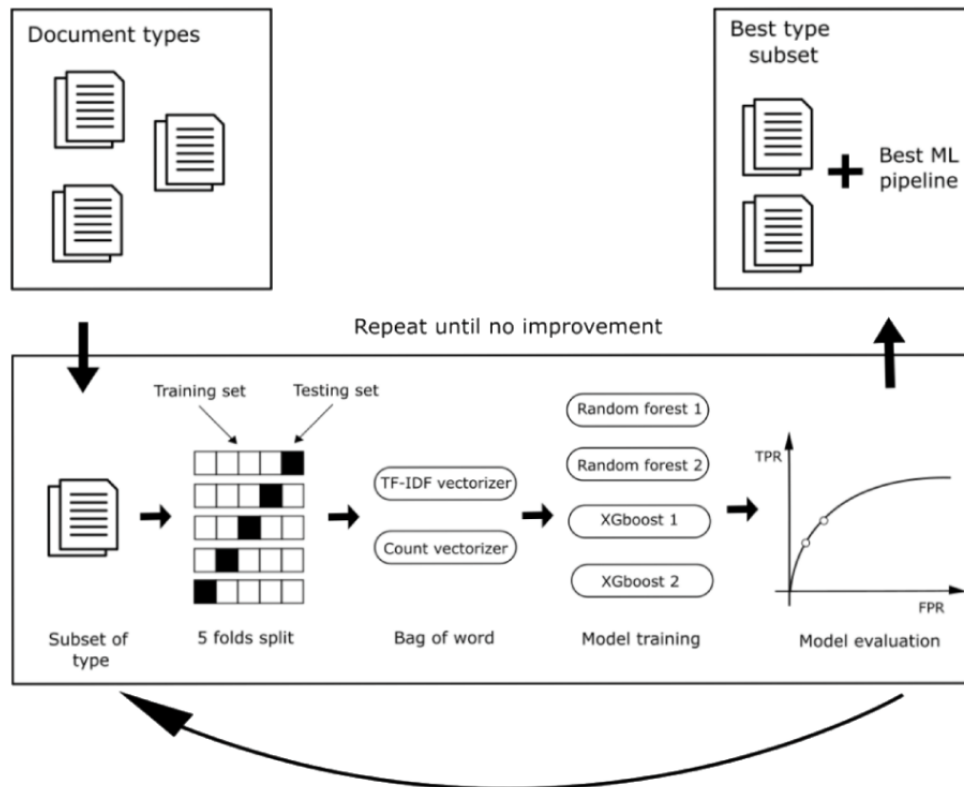 Document types
Best type
subset
Best ML
pipeline
Repeat until no improvement
Training set
Testing set
TF-IDF vectorizer
Count vectorizer
Random forest 1
Random forest 2
XGboost 1
XGboost 2
TPR
FPR
Subset of
type
5 folds split
Bag of word
Model training
Model evaluation